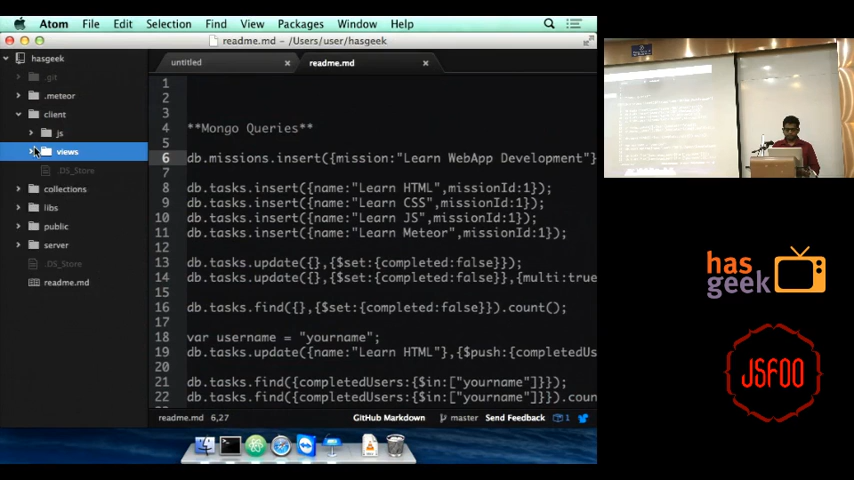 Atom File Edit View Selection Find View Packages Window Help
readme.md - /Users/user/hasgeek
hasgeek
.git
.meteor
client
js
views
.DS_Store
collections
libs
public
server
.DS_Store
readme.md
untitled
readme.md
1
2
3
4 **Mongo Queries**
5
6 db.missions.insert({mission:"Learn WebApp Development"}
7
8 db.tasks.insert({name:"Learn HTML",missionId:1});
9 db.tasks.insert({name:"Learn CSS",missionId:1});
10 db.tasks.insert({name:"Learn JS",missionId:1});
11 db.tasks.insert({name:"Learn Meteor",missionId:1});
12
13 db.tasks.update({},{$set:{completed:false}});
14 db.tasks.update({},{$set:{completed:false}},{multi:true
15
16 db.tasks.find({},{$set:{completed:false}}).count();
17
18 var username = "yourname";
19 db.tasks.update({name:"Learn HTML"},{$push:{completedUs
20
21 db.tasks.find({completedUsers:{$in:["yourname"]}});
22 db.tasks.find({completedUsers:{$in:["yourname"]}}).coun
readme.md 6,27 GitHub Markdown master Send Feedback 1
has
geek
JSFOO